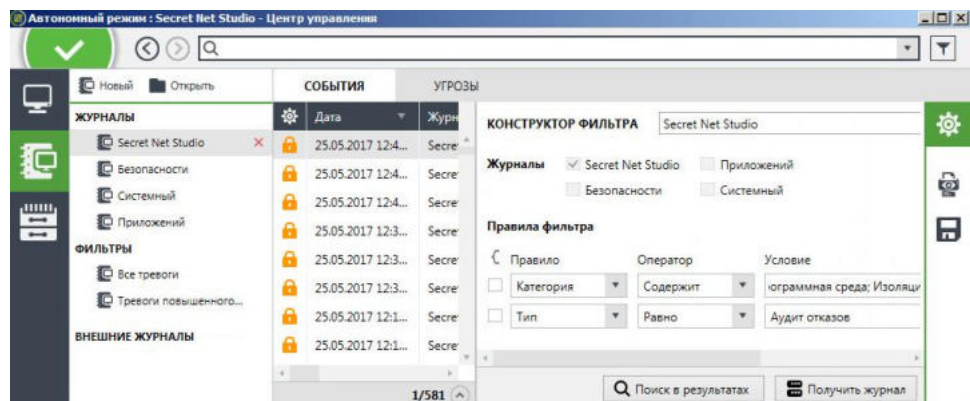 Автономный режим : Secret Net Studio - Центр управления
Новый Открыть
СОБЫТИЯ УГРОЗЫ
ЖУРНАЛЫ
Secret Net Studio
Безопасности
Системный
Приложений
ФИЛЬТРЫ
Все тревоги
Тревоги повышенного...
ВНЕШНИЕ ЖУРНАЛЫ
Дата Журн
25.05.2017 12:4... Secre
25.05.2017 12:4... Secre
25.05.2017 12:4... Secre
25.05.2017 12:3... Secre
25.05.2017 12:3... Secre
25.05.2017 12:3... Secre
25.05.2017 12:1... Secre
25.05.2017 12:1... Secre
1/581
КОНСТРУКТОР ФИЛЬТРА Secret Net Studio
Журналы Secret Net Studio Приложений
Безопасности Системный
Правила фильтра
Правило Оператор Условие
Категория Содержит ограммная среда; Изоляци
Тип Равно Аудит отказов
Поиск в результатах Получить журнал